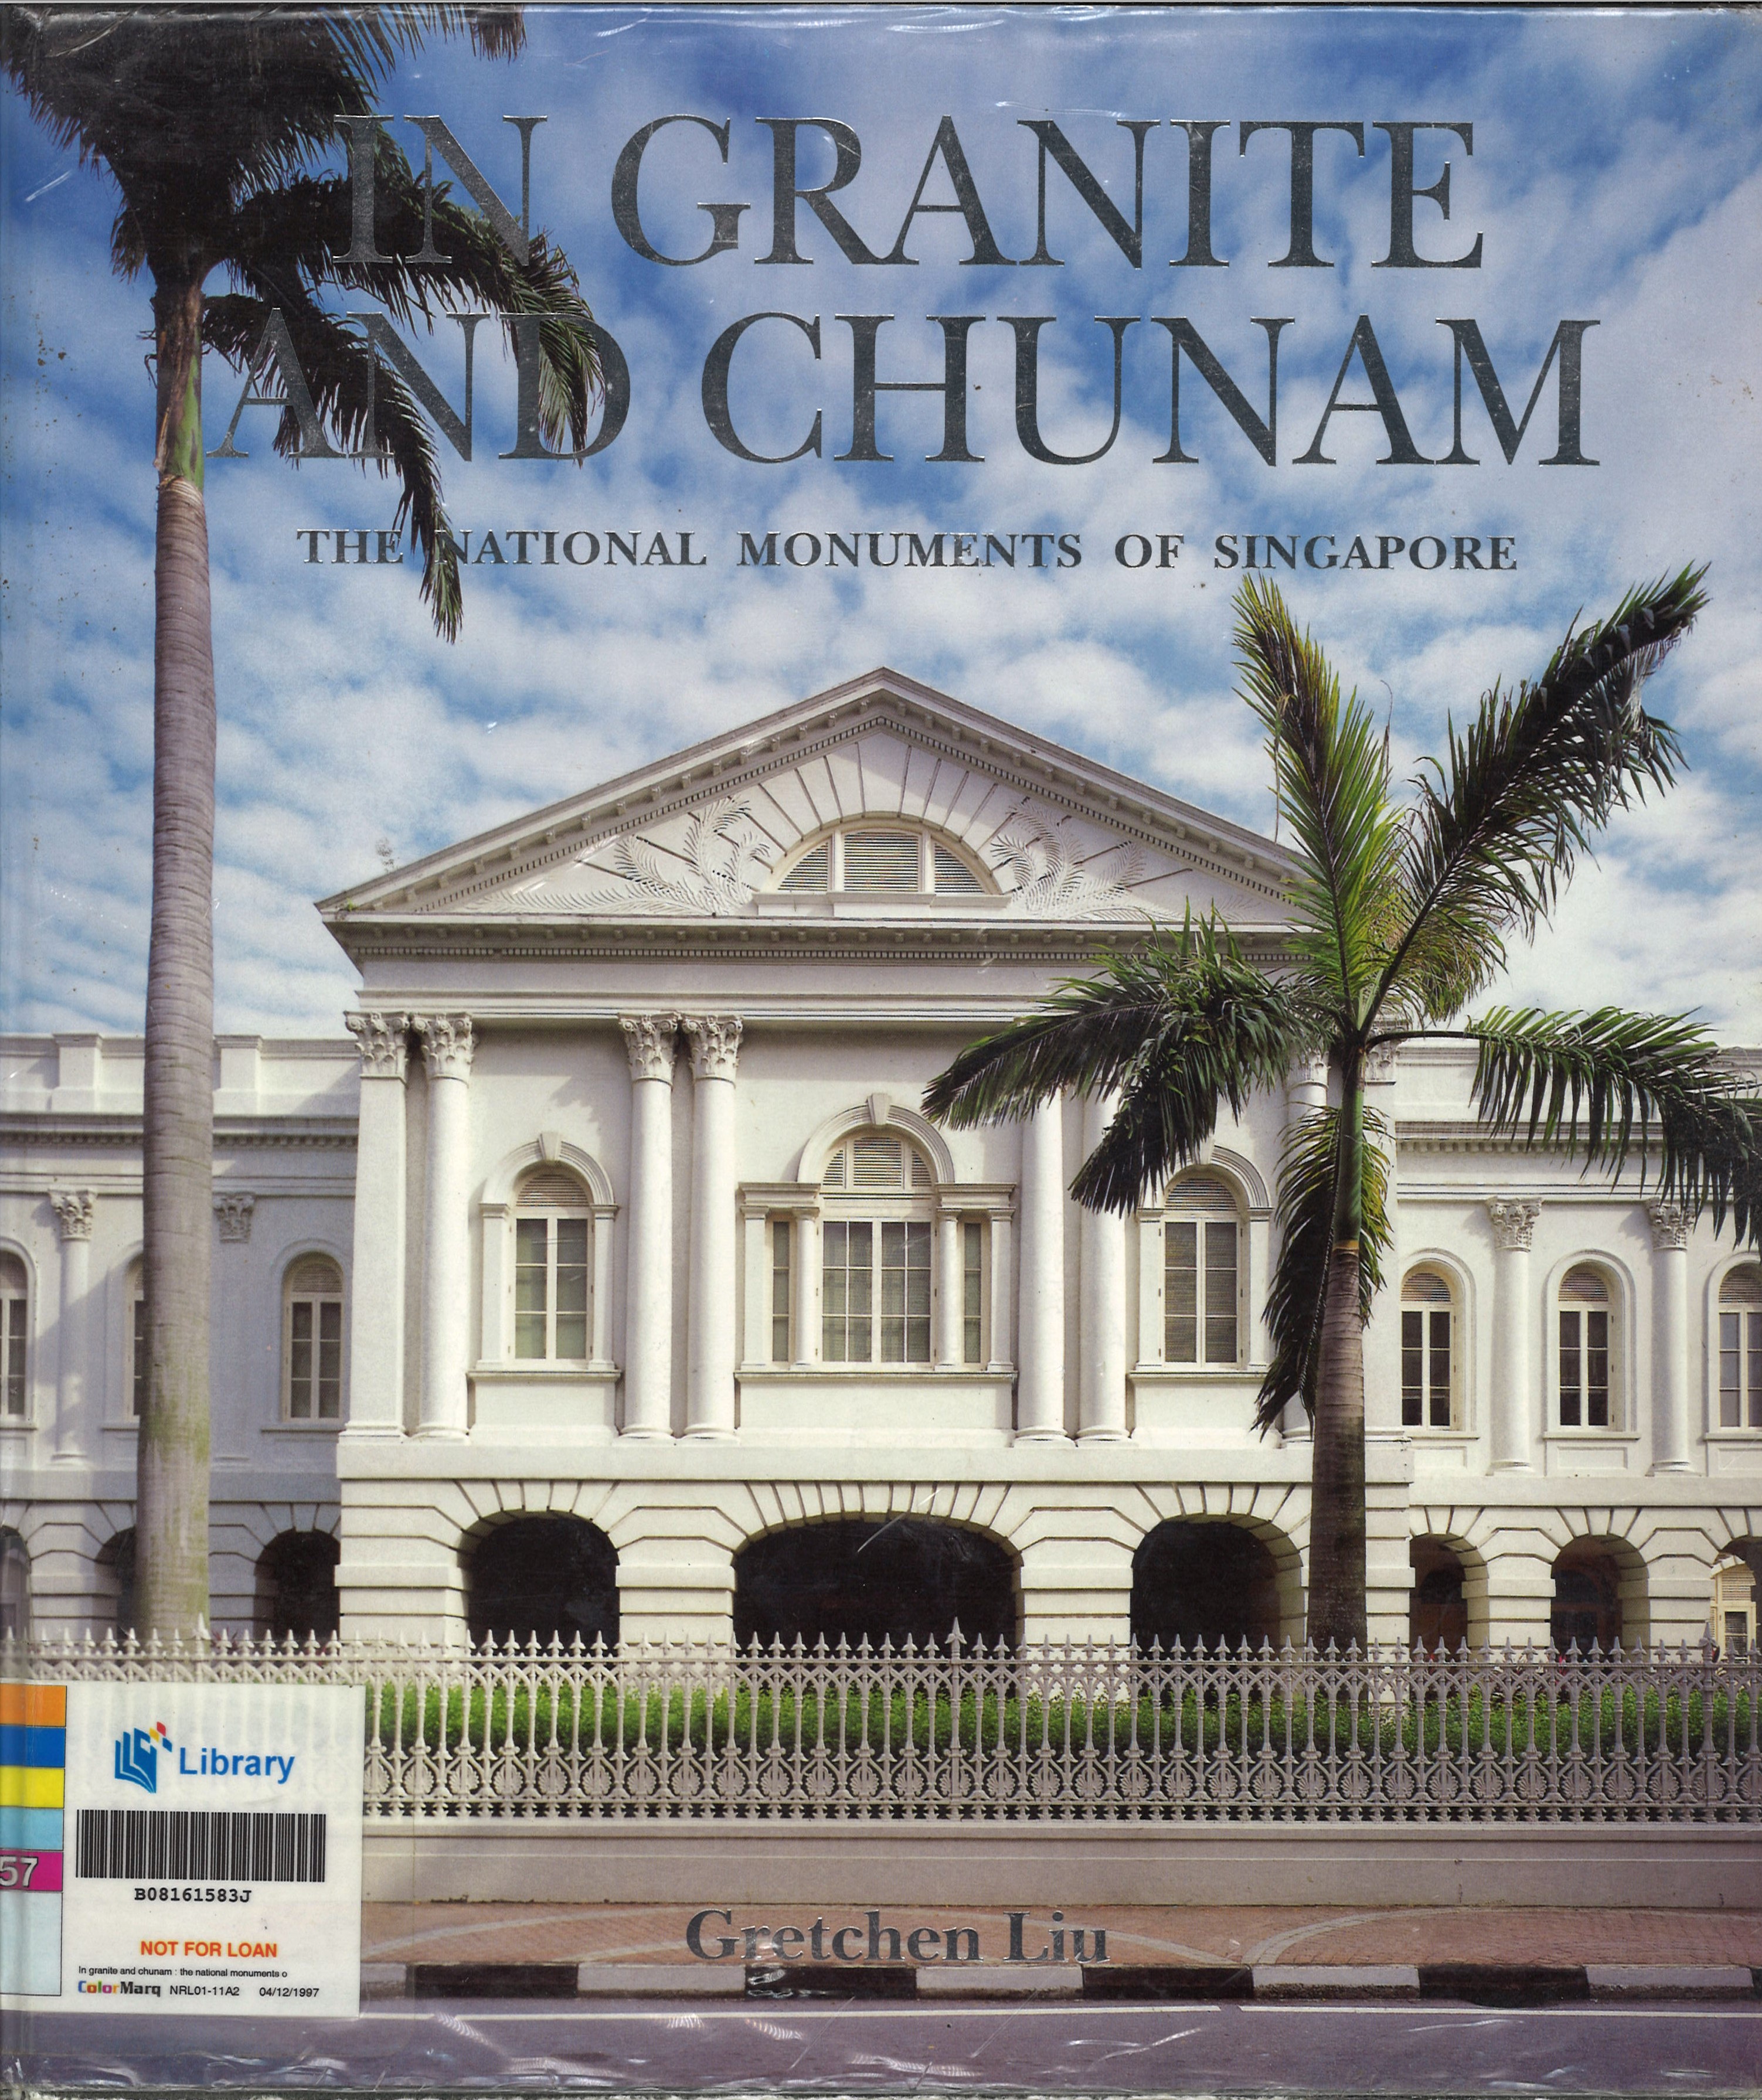 IN GRANITE
AND CHUNAM
THE NATIONAL MONUMENTS OF SINGAPORE
Library
57
B08161583J
NOT FOR LOAN
In granite and chunam : the national monuments o
ColorMarq NRL01-11A2 04/12/1997
Gretchen Liu